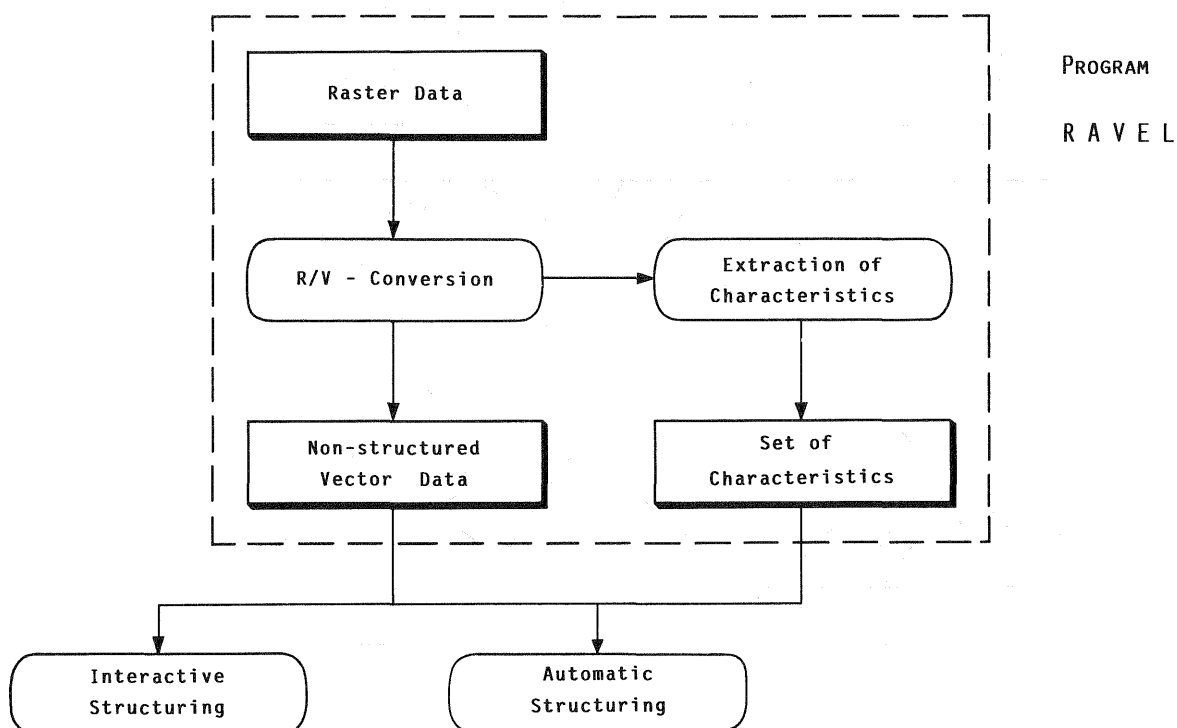 PROGRAM
RAVEL
Raster Data
R/V - Conversion
Extraction of
Characteristics
Non-structured
Vector Data
Set of
Characteristics
Interactive
Structuring
Automatic
Structuring